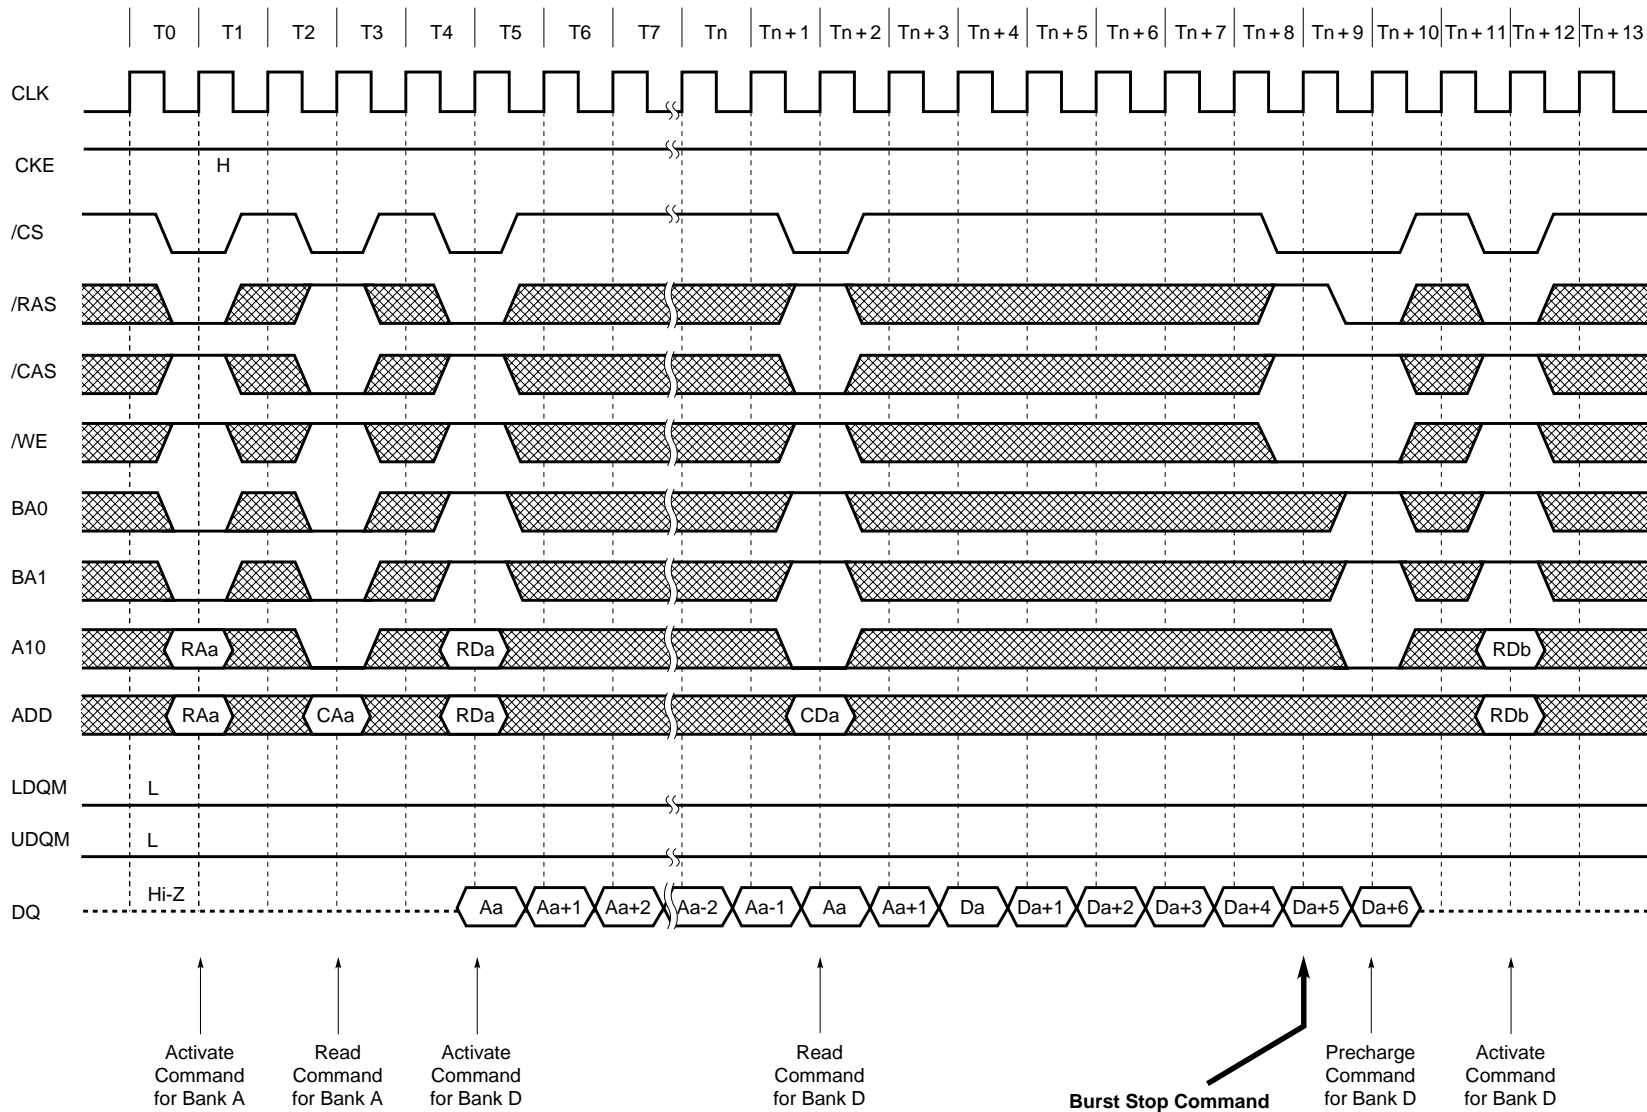 T0 T1 T2 T3 T4 T5 T6 T7 Tn Tn + 1 Tn + 2 Tn + 3 Tn + 4 Tn + 5 Tn + 6 Tn + 7 Tn + 8 Tn + 9 Tn + 10 Tn + 11 Tn + 12 Tn + 13
CLK
CKE H
/CS
/RAS
/CAS
/WE
BA0
BA1
A10 RAa RDa RDb
ADD RAa CAa RDa CDa RDb
LDQM L
UDQM L
DQ Hi-Z Aa Aa+1 Aa+2 Aa-2 Aa-1 Aa Aa+1 Da Da+1 Da+2 Da+3 Da+4 Da+5 Da+6
Activate
Command
for Bank A
Read
Command
for Bank A
Activate
Command
for Bank D
Read
Command
for Bank D
Burst Stop Command
Precharge
Command
for Bank D
Activate
Command
for Bank D